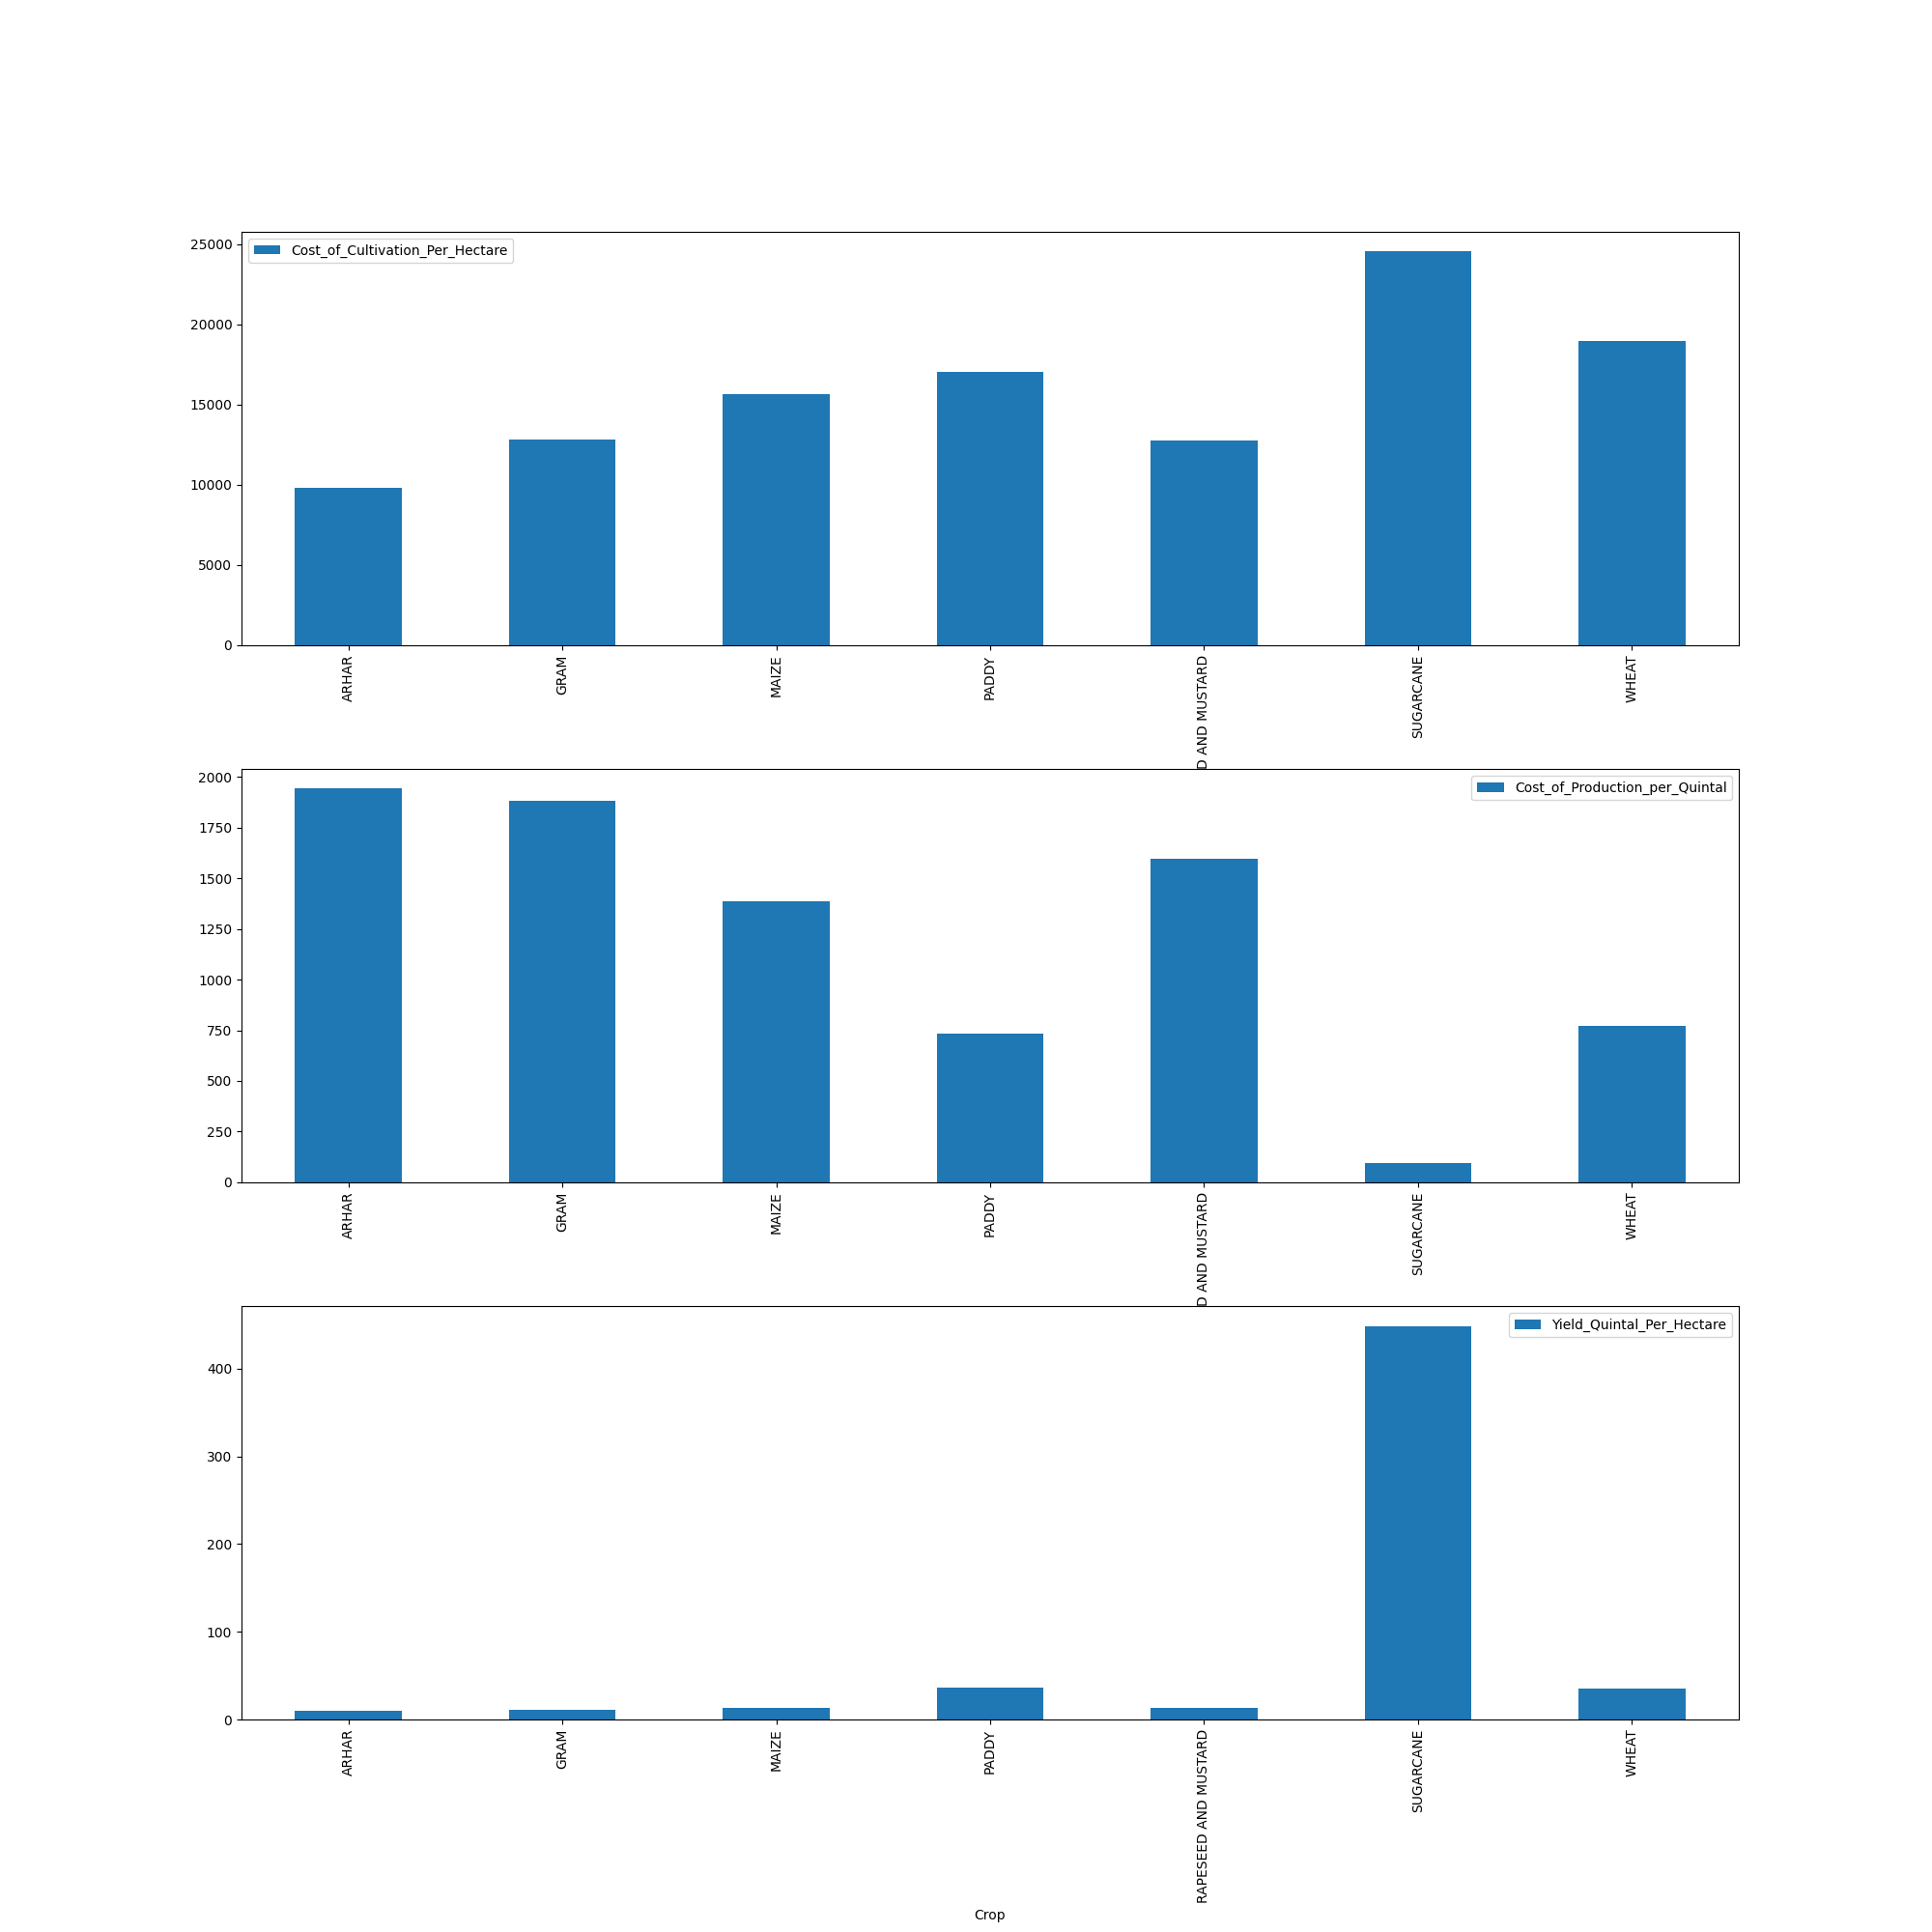 Cost_of_Cultivation_Per_Hectare
25000
20000
15000
10000
5000
0
ARHAR
GRAM
MAIZE
PADDY
D AND MUSTARD
SUGARCANE
WHEAT
Cost_of_Production_per_Quintal
2000
1750
1500
1250
1000
750
500
250
0
ARHAR
GRAM
MAIZE
PADDY
D AND MUSTARD
SUGARCANE
WHEAT
Yield_Quintal_Per_Hectare
400
300
200
100
0
ARHAR
GRAM
MAIZE
PADDY
RAPESEED AND MUSTARD
SUGARCANE
WHEAT
Crop